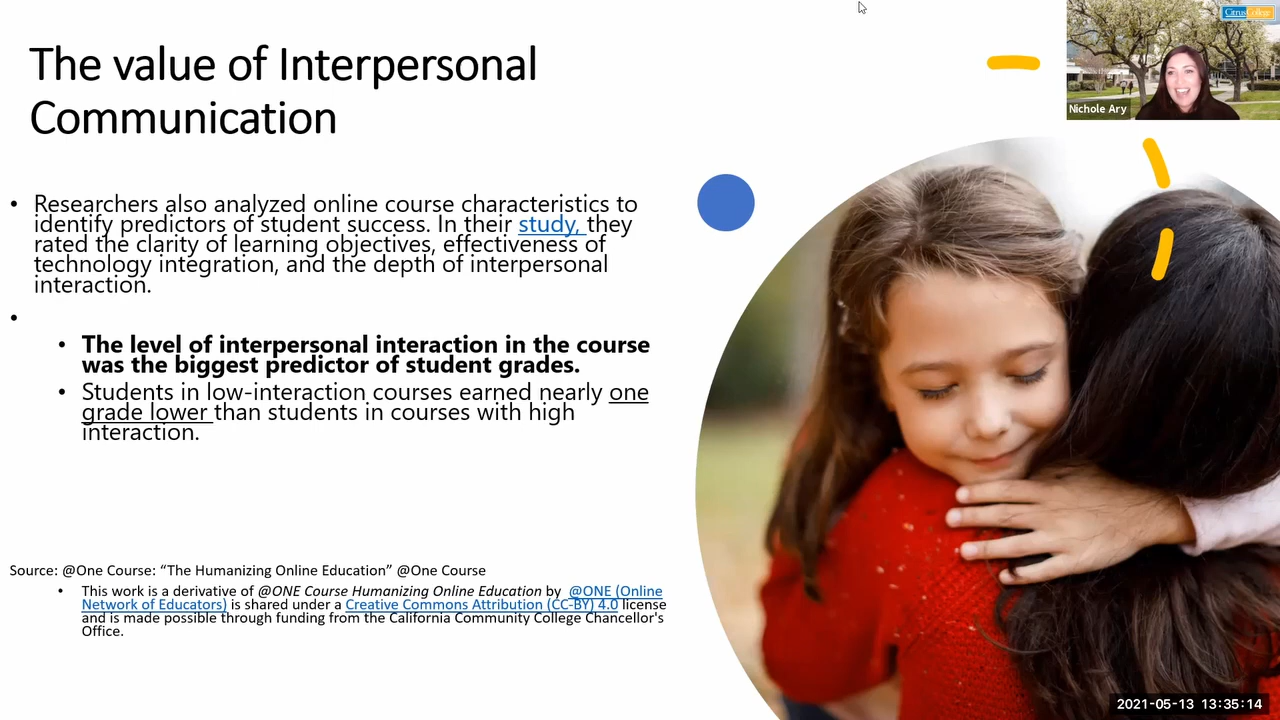 The value of Interpersonal
Communication
• Researchers also analyzed online course characteristics to
identify predictors of student success. In their study, they
rated the clarity of learning objectives, effectiveness of
technology integration, and the depth of interpersonal
interaction.
•
• The level of interpersonal interaction in the course
was the biggest predictor of student grades.
• Students in low-interaction courses earned nearly one
grade lower than students in courses with high
interaction.
Source: @One Course: “The Humanizing Online Education” @One Course
• This work is a derivative of @ONE Course Humanizing Online Education by @ONE (Online
Network of Educators) is shared under a Creative Commons Attribution (CC-BY) 4.0 license
and is made possible through funding from the California Community College Chancellor's
Office.
CitrusCollege
Nichole Ary
2021-05-13 13:35:14